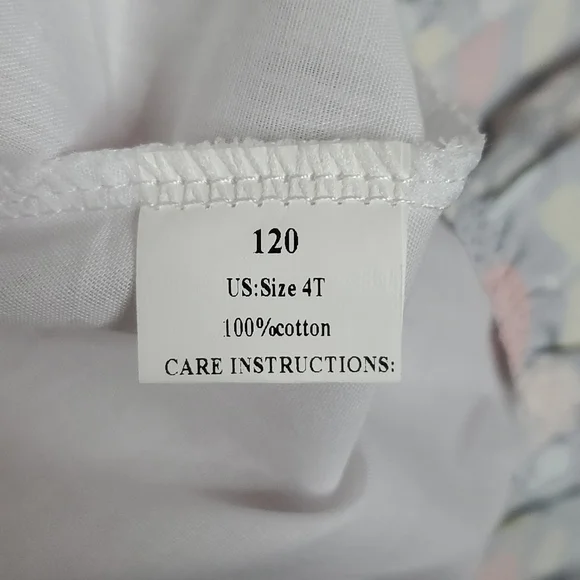 120
US:Size 4T
100%cotton
CARE INSTRUCTIONS: